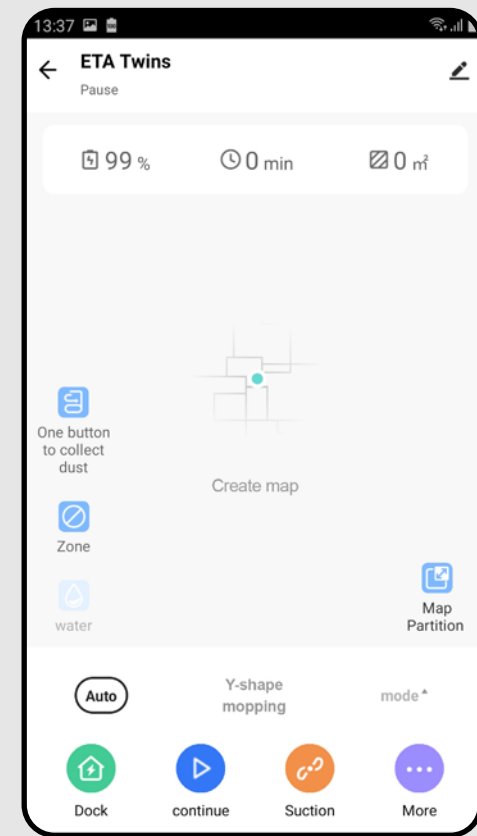 13:37
ETA Twins
Pause
99 %
0 min
0 ㎡
One button
to collect
dust
Create map
Zone
water
Map
Partition
Auto
Y-shape
mopping
mode
Dock
continue
Suction
More